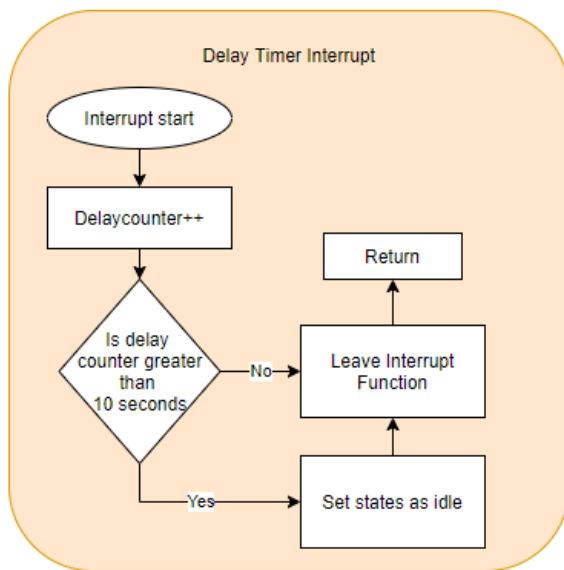 Delay Timer Interrupt
Interrupt start
Delaycounter++
Is delay
counter greater
than
10 seconds
No
Yes
Return
Leave Interrupt
Function
Set states as idle